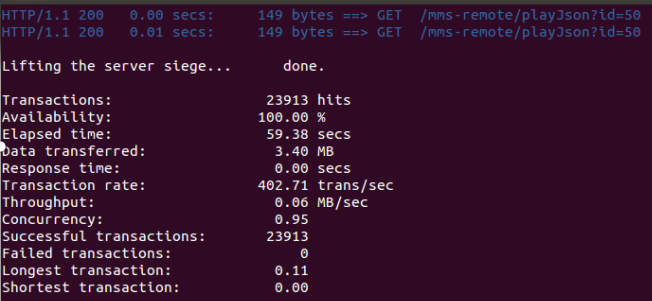 HTTP/1.1 200   0.00 secs:     149 bytes ==> GET  /mms-remote/playJson?id=50
HTTP/1.1 200   0.01 secs:     149 bytes ==> GET  /mms-remote/playJson?id=50
Lifting the server siege...      done.
Transactions:                  23913 hits
Availability:                 100.00 %
Elapsed time:                  59.38 secs
Data transferred:               3.40 MB
Response time:                  0.00 secs
Transaction rate:             402.71 trans/sec
Throughput:                     0.06 MB/sec
Concurrency:                    0.95
Successful transactions:       23913
Failed transactions:               0
Longest transaction:            0.11
Shortest transaction:           0.00